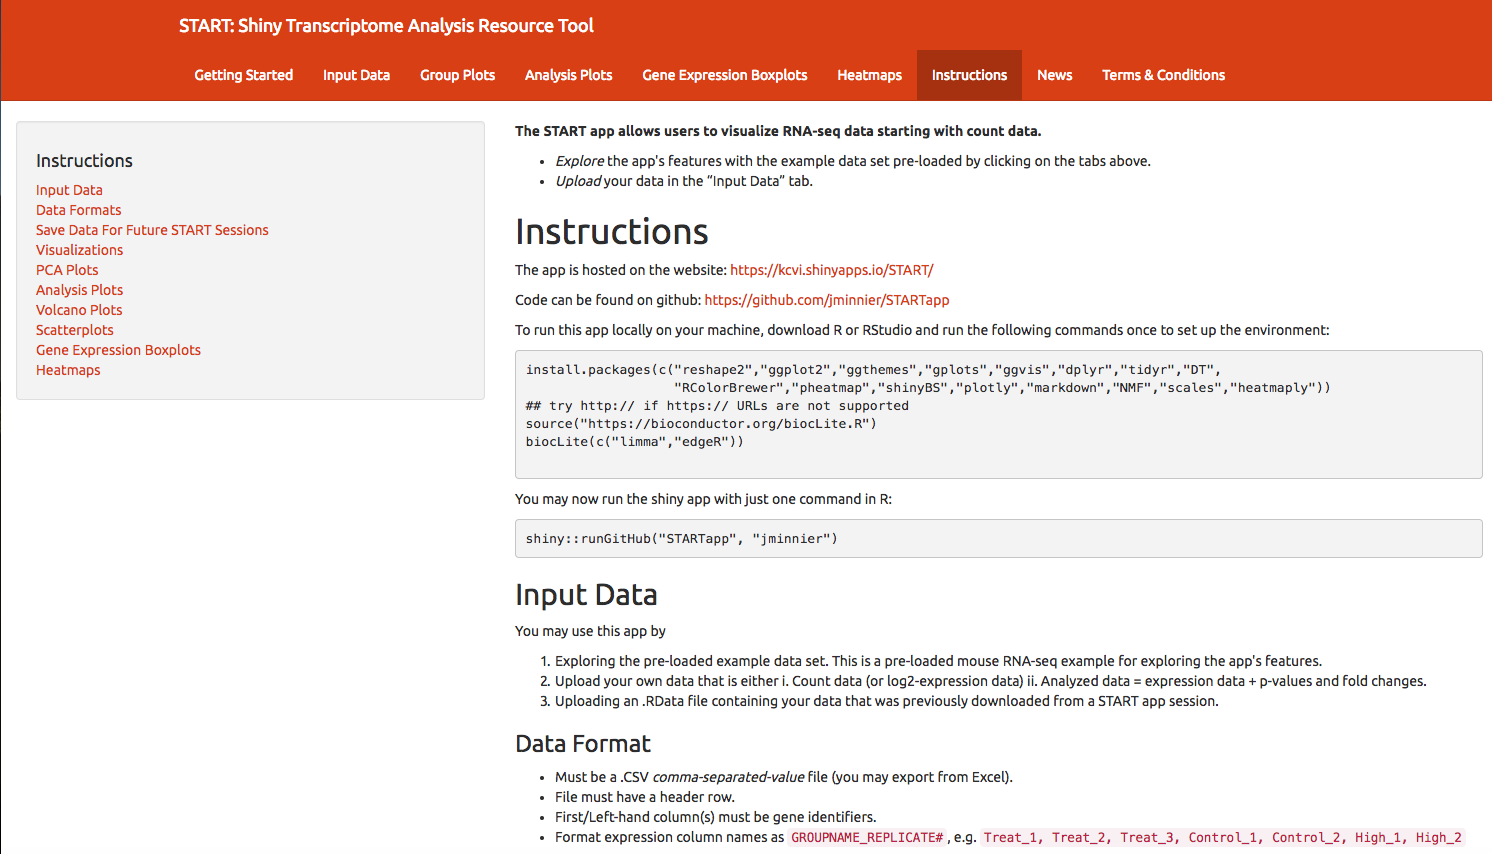 START: Shiny Transcriptome Analysis Resource Tool
Getting Started Input Data Group Plots Analysis Plots Gene Expression Boxplots Heatmaps Instructions News Terms & Conditions
Instructions
Input Data
Data Formats
Save Data For Future START Sessions
Visualizations
PCA Plots
Analysis Plots
Volcano Plots
Scatterplots
Gene Expression Boxplots
Heatmaps
The START app allows users to visualize RNA-seq data starting with count data.
• Explore the app's features with the example data set pre-loaded by clicking on the tabs above.
• Upload your data in the “Input Data” tab.
Instructions
The app is hosted on the website: https://kcvi.shinyapps.io/START/
Code can be found on github: https://github.com/jminnier/STARTapp
To run this app locally on your machine, download R or RStudio and run the following commands once to set up the environment:
install.packages(c("reshape2","ggplot2","ggthemes","gplots","ggvis","dplyr","tidyr","DT",
"RColorBrewer","pheatmap","shinyBS","plotly","markdown","NMF","scales","heatmaply"))
## try http:// if https:// URLs are not supported
source("https://bioconductor.org/biocLite.R")
biocLite(c("limma","edgeR"))
You may now run the shiny app with just one command in R:
shiny::runGitHub("STARTapp", "jminnier")
Input Data
You may use this app by
1. Exploring the pre-loaded example data set. This is a pre-loaded mouse RNA-seq example for exploring the app's features.
2. Upload your own data that is either i. Count data (or log2-expression data) ii. Analyzed data = expression data + p-values and fold changes.
3. Uploading an .RData file containing your data that was previously downloaded from a START app session.
Data Format
• Must be a .CSV comma-separated-value file (you may export from Excel).
• File must have a header row.
• First/Left-hand column(s) must be gene identifiers.
• Format expression column names as GROUPNAME_REPLICATE# , e.g. Treat_1, Treat_2, Treat_3, Control_1, Control_2, High_1, High_2